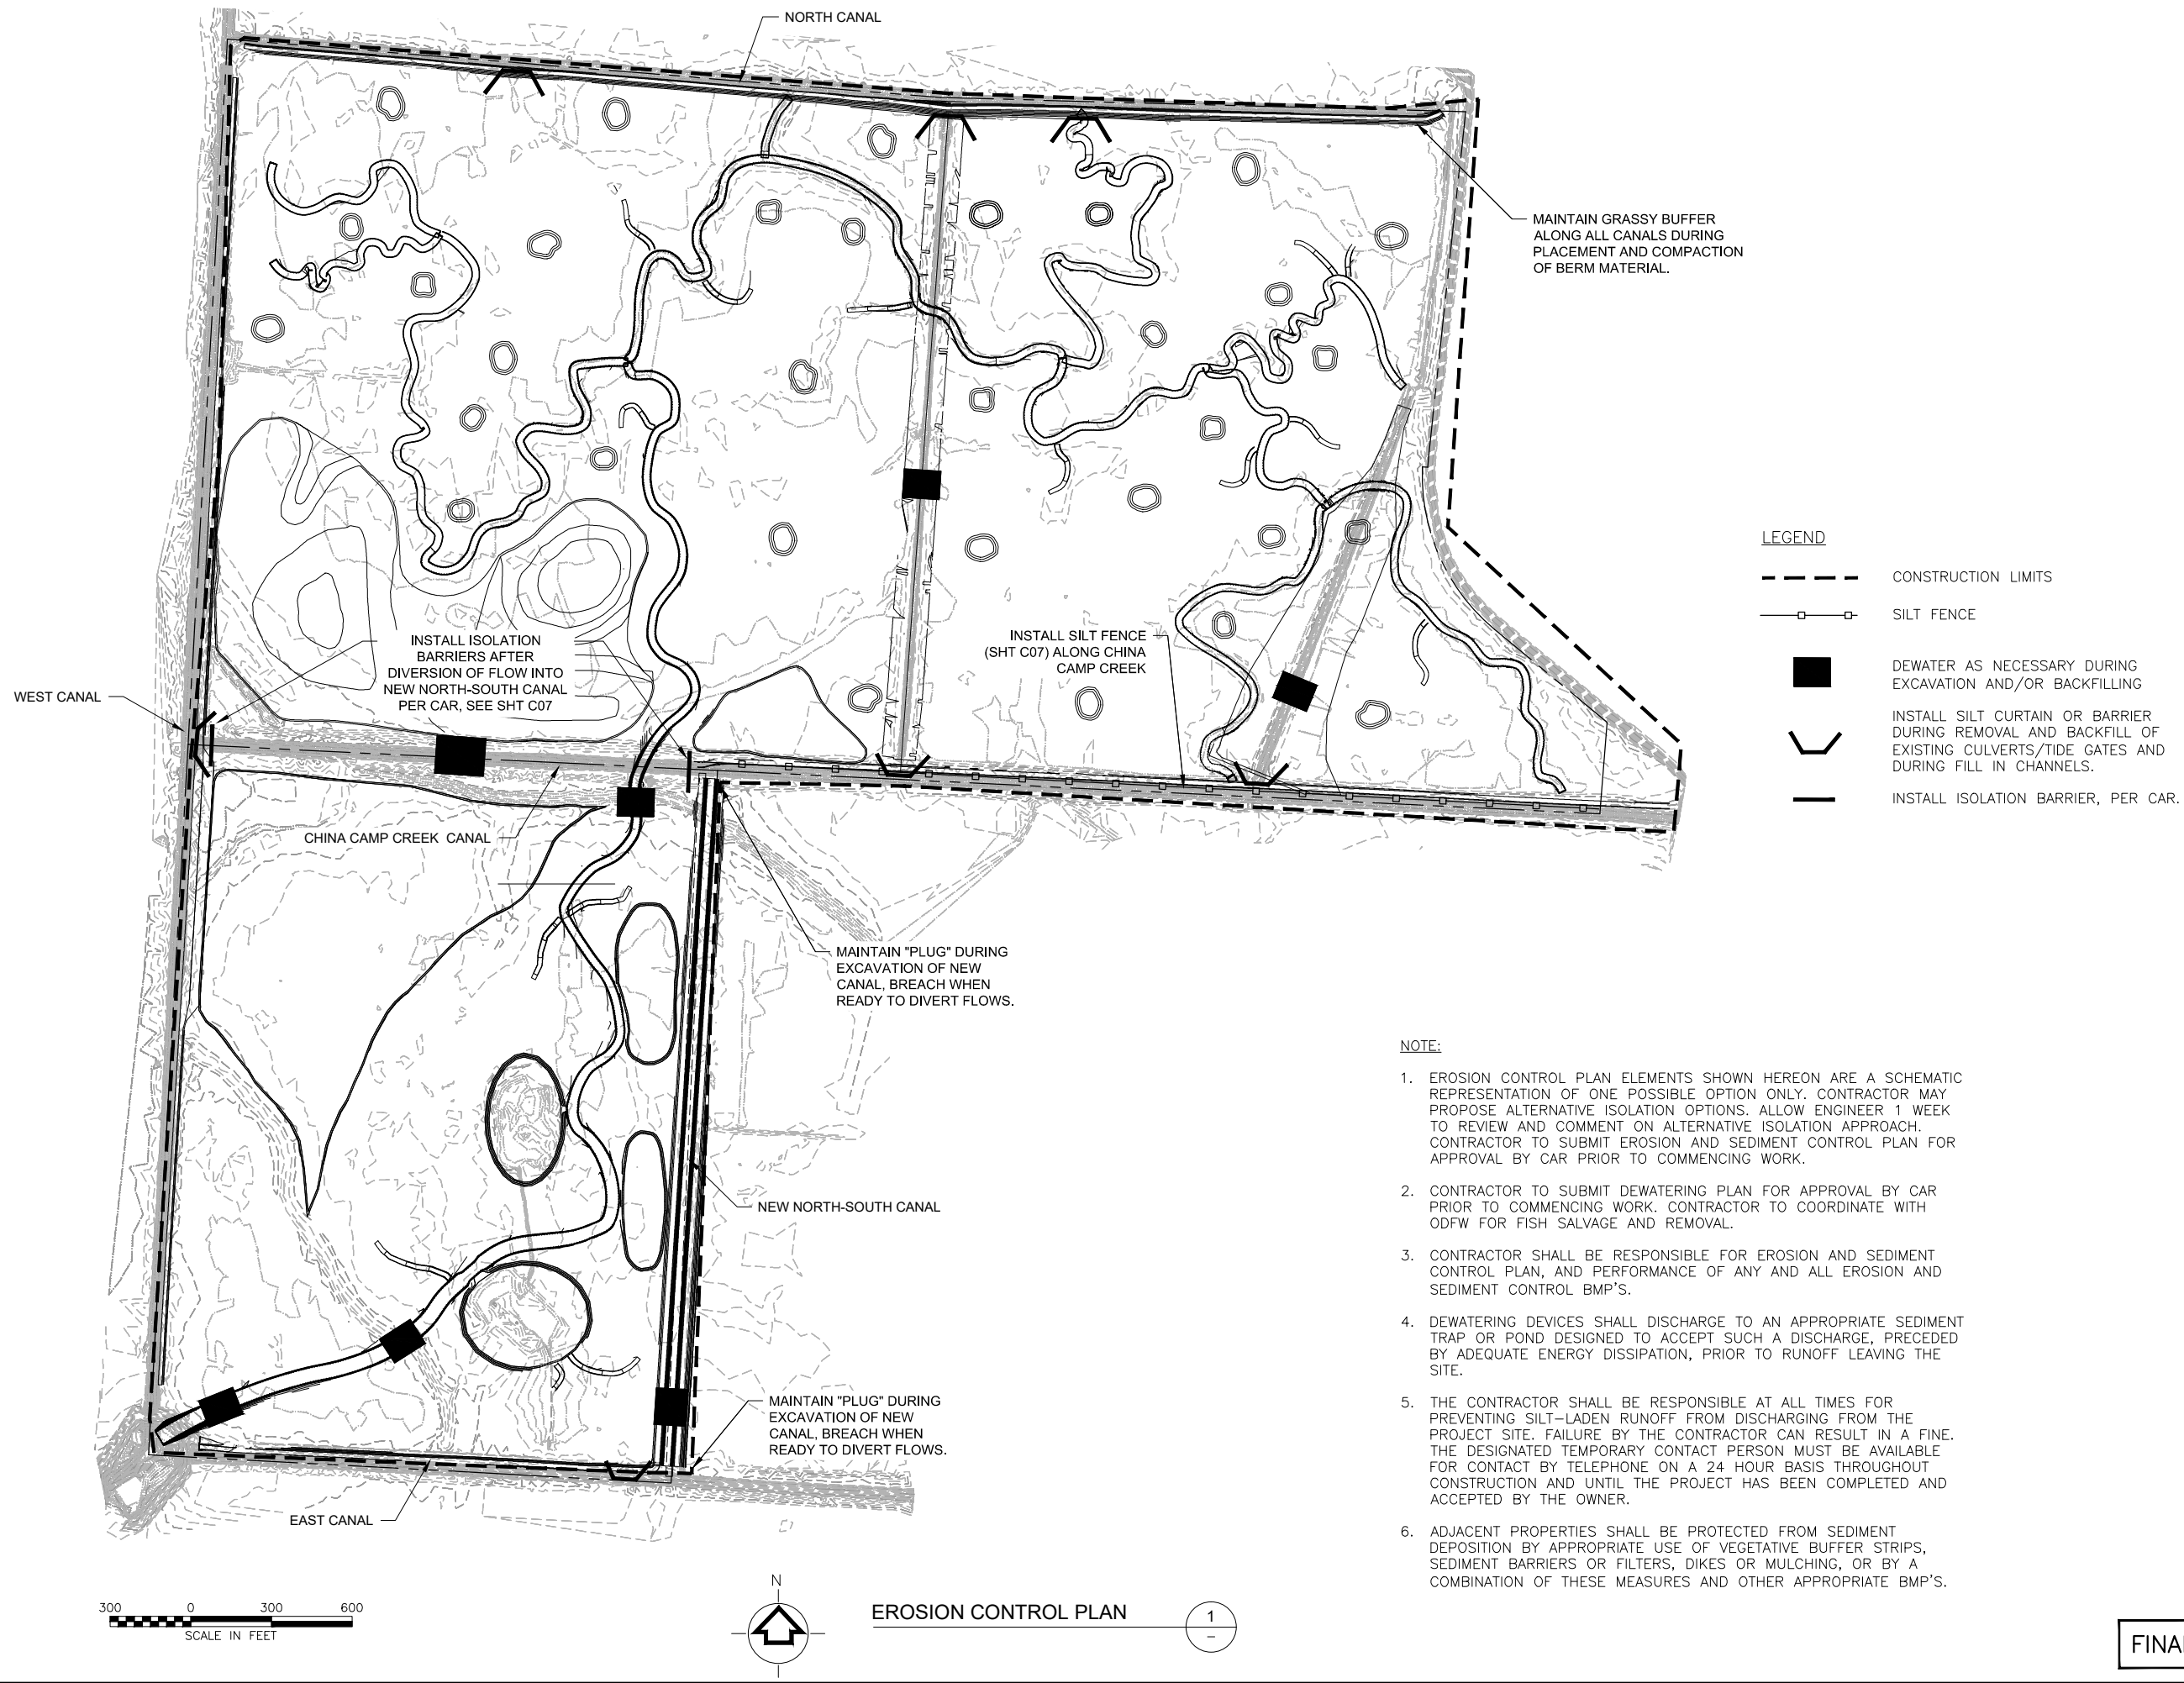 NORTH CANAL
MAINTAIN GRASSY BUFFER
ALONG ALL CANALS DURING
PLACEMENT AND COMPACTION
OF BERM MATERIAL.
INSTALL ISOLATION
BARRIERS AFTER
DIVERSION OF FLOW INTO
NEW NORTH-SOUTH CANAL
PER CAR, SEE SHT C07
INSTALL SILT FENCE
(SHT C07) ALONG CHINA
CAMP CREEK
WEST CANAL
CHINA CAMP CREEK CANAL
MAINTAIN "PLUG" DURING
EXCAVATION OF NEW
CANAL, BREACH WHEN
READY TO DIVERT FLOWS.
NEW NORTH-SOUTH CANAL
MAINTAIN "PLUG" DURING
EXCAVATION OF NEW
CANAL, BREACH WHEN
READY TO DIVERT FLOWS.
EAST CANAL
LEGEND
CONSTRUCTION LIMITS
SILT FENCE
DEWATER AS NECESSARY DURING
EXCAVATION AND/OR BACKFILLING
INSTALL SILT CURTAIN OR BARRIER
DURING REMOVAL AND BACKFILL OF
EXISTING CULVERTS/TIDE GATES AND
DURING FILL IN CHANNELS.
INSTALL ISOLATION BARRIER, PER CAR.
NOTE:
1. EROSION CONTROL PLAN ELEMENTS SHOWN HEREON ARE A SCHEMATIC
REPRESENTATION OF ONE POSSIBLE OPTION ONLY. CONTRACTOR MAY
PROPOSE ALTERNATIVE ISOLATION OPTIONS. ALLOW ENGINEER 1 WEEK
TO REVIEW AND COMMENT ON ALTERNATIVE ISOLATION APPROACH.
CONTRACTOR TO SUBMIT EROSION AND SEDIMENT CONTROL PLAN FOR
APPROVAL BY CAR PRIOR TO COMMENCING WORK.
2. CONTRACTOR TO SUBMIT DEWATERING PLAN FOR APPROVAL BY CAR
PRIOR TO COMMENCING WORK. CONTRACTOR TO COORDINATE WITH
ODFW FOR FISH SALVAGE AND REMOVAL.
3. CONTRACTOR SHALL BE RESPONSIBLE FOR EROSION AND SEDIMENT
CONTROL PLAN, AND PERFORMANCE OF ANY AND ALL EROSION AND
SEDIMENT CONTROL BMP'S.
4. DEWATERING DEVICES SHALL DISCHARGE TO AN APPROPRIATE SEDIMENT
TRAP OR POND DESIGNED TO ACCEPT SUCH A DISCHARGE, PRECEDED
BY ADEQUATE ENERGY DISSIPATION, PRIOR TO RUNOFF LEAVING THE
SITE.
5. THE CONTRACTOR SHALL BE RESPONSIBLE AT ALL TIMES FOR
PREVENTING SILT-LADEN RUNOFF FROM DISCHARGING FROM THE
PROJECT SITE. FAILURE BY THE CONTRACTOR CAN RESULT IN A FINE.
THE DESIGNATED TEMPORARY CONTACT PERSON MUST BE AVAILABLE
FOR CONTACT BY TELEPHONE ON A 24 HOUR BASIS THROUGHOUT
CONSTRUCTION AND UNTIL THE PROJECT HAS BEEN COMPLETED AND
ACCEPTED BY THE OWNER.
6. ADJACENT PROPERTIES SHALL BE PROTECTED FROM SEDIMENT
DEPOSITION BY APPROPRIATE USE OF VEGETATIVE BUFFER STRIPS,
SEDIMENT BARRIERS OR FILTERS, DIKES OR MULCHING, OR BY A
COMBINATION OF THESE MEASURES AND OTHER APPROPRIATE BMP'S.
300 0 300 600
SCALE IN FEET
N
EROSION CONTROL PLAN
1
–